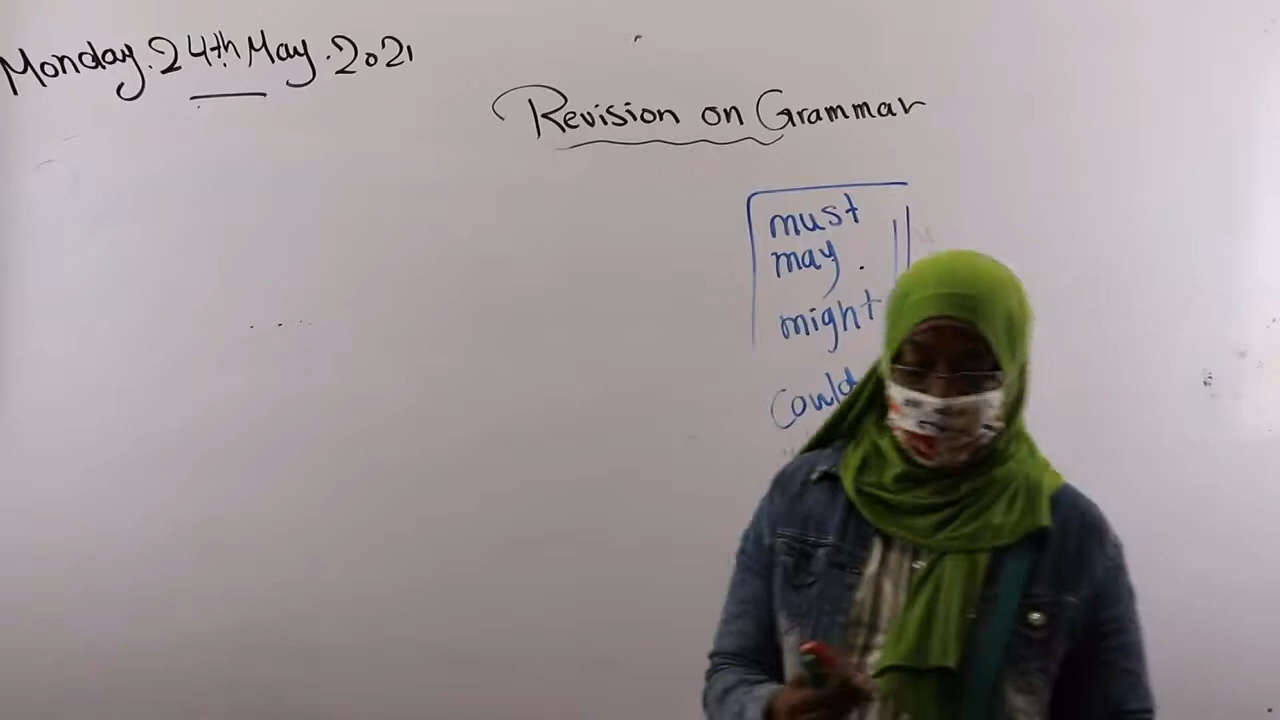 Monday. 24th May. 2021
Revision on Grammar
must
may.
might
Could